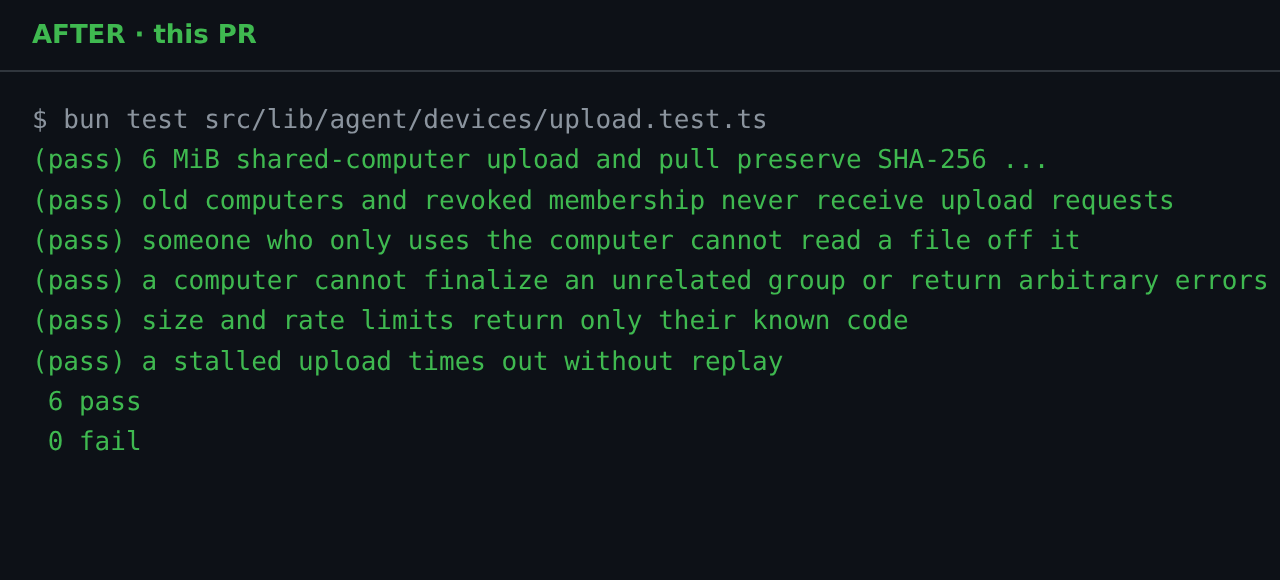 AFTER · this PR
$ bun test src/lib/agent/devices/upload.test.ts
(pass) 6 MiB shared-computer upload and pull preserve SHA-256 ...
(pass) old computers and revoked membership never receive upload requests
(pass) someone who only uses the computer cannot read a file off it
(pass) a computer cannot finalize an unrelated group or return arbitrary errors
(pass) size and rate limits return only their known code
(pass) a stalled upload times out without replay
6 pass
0 fail